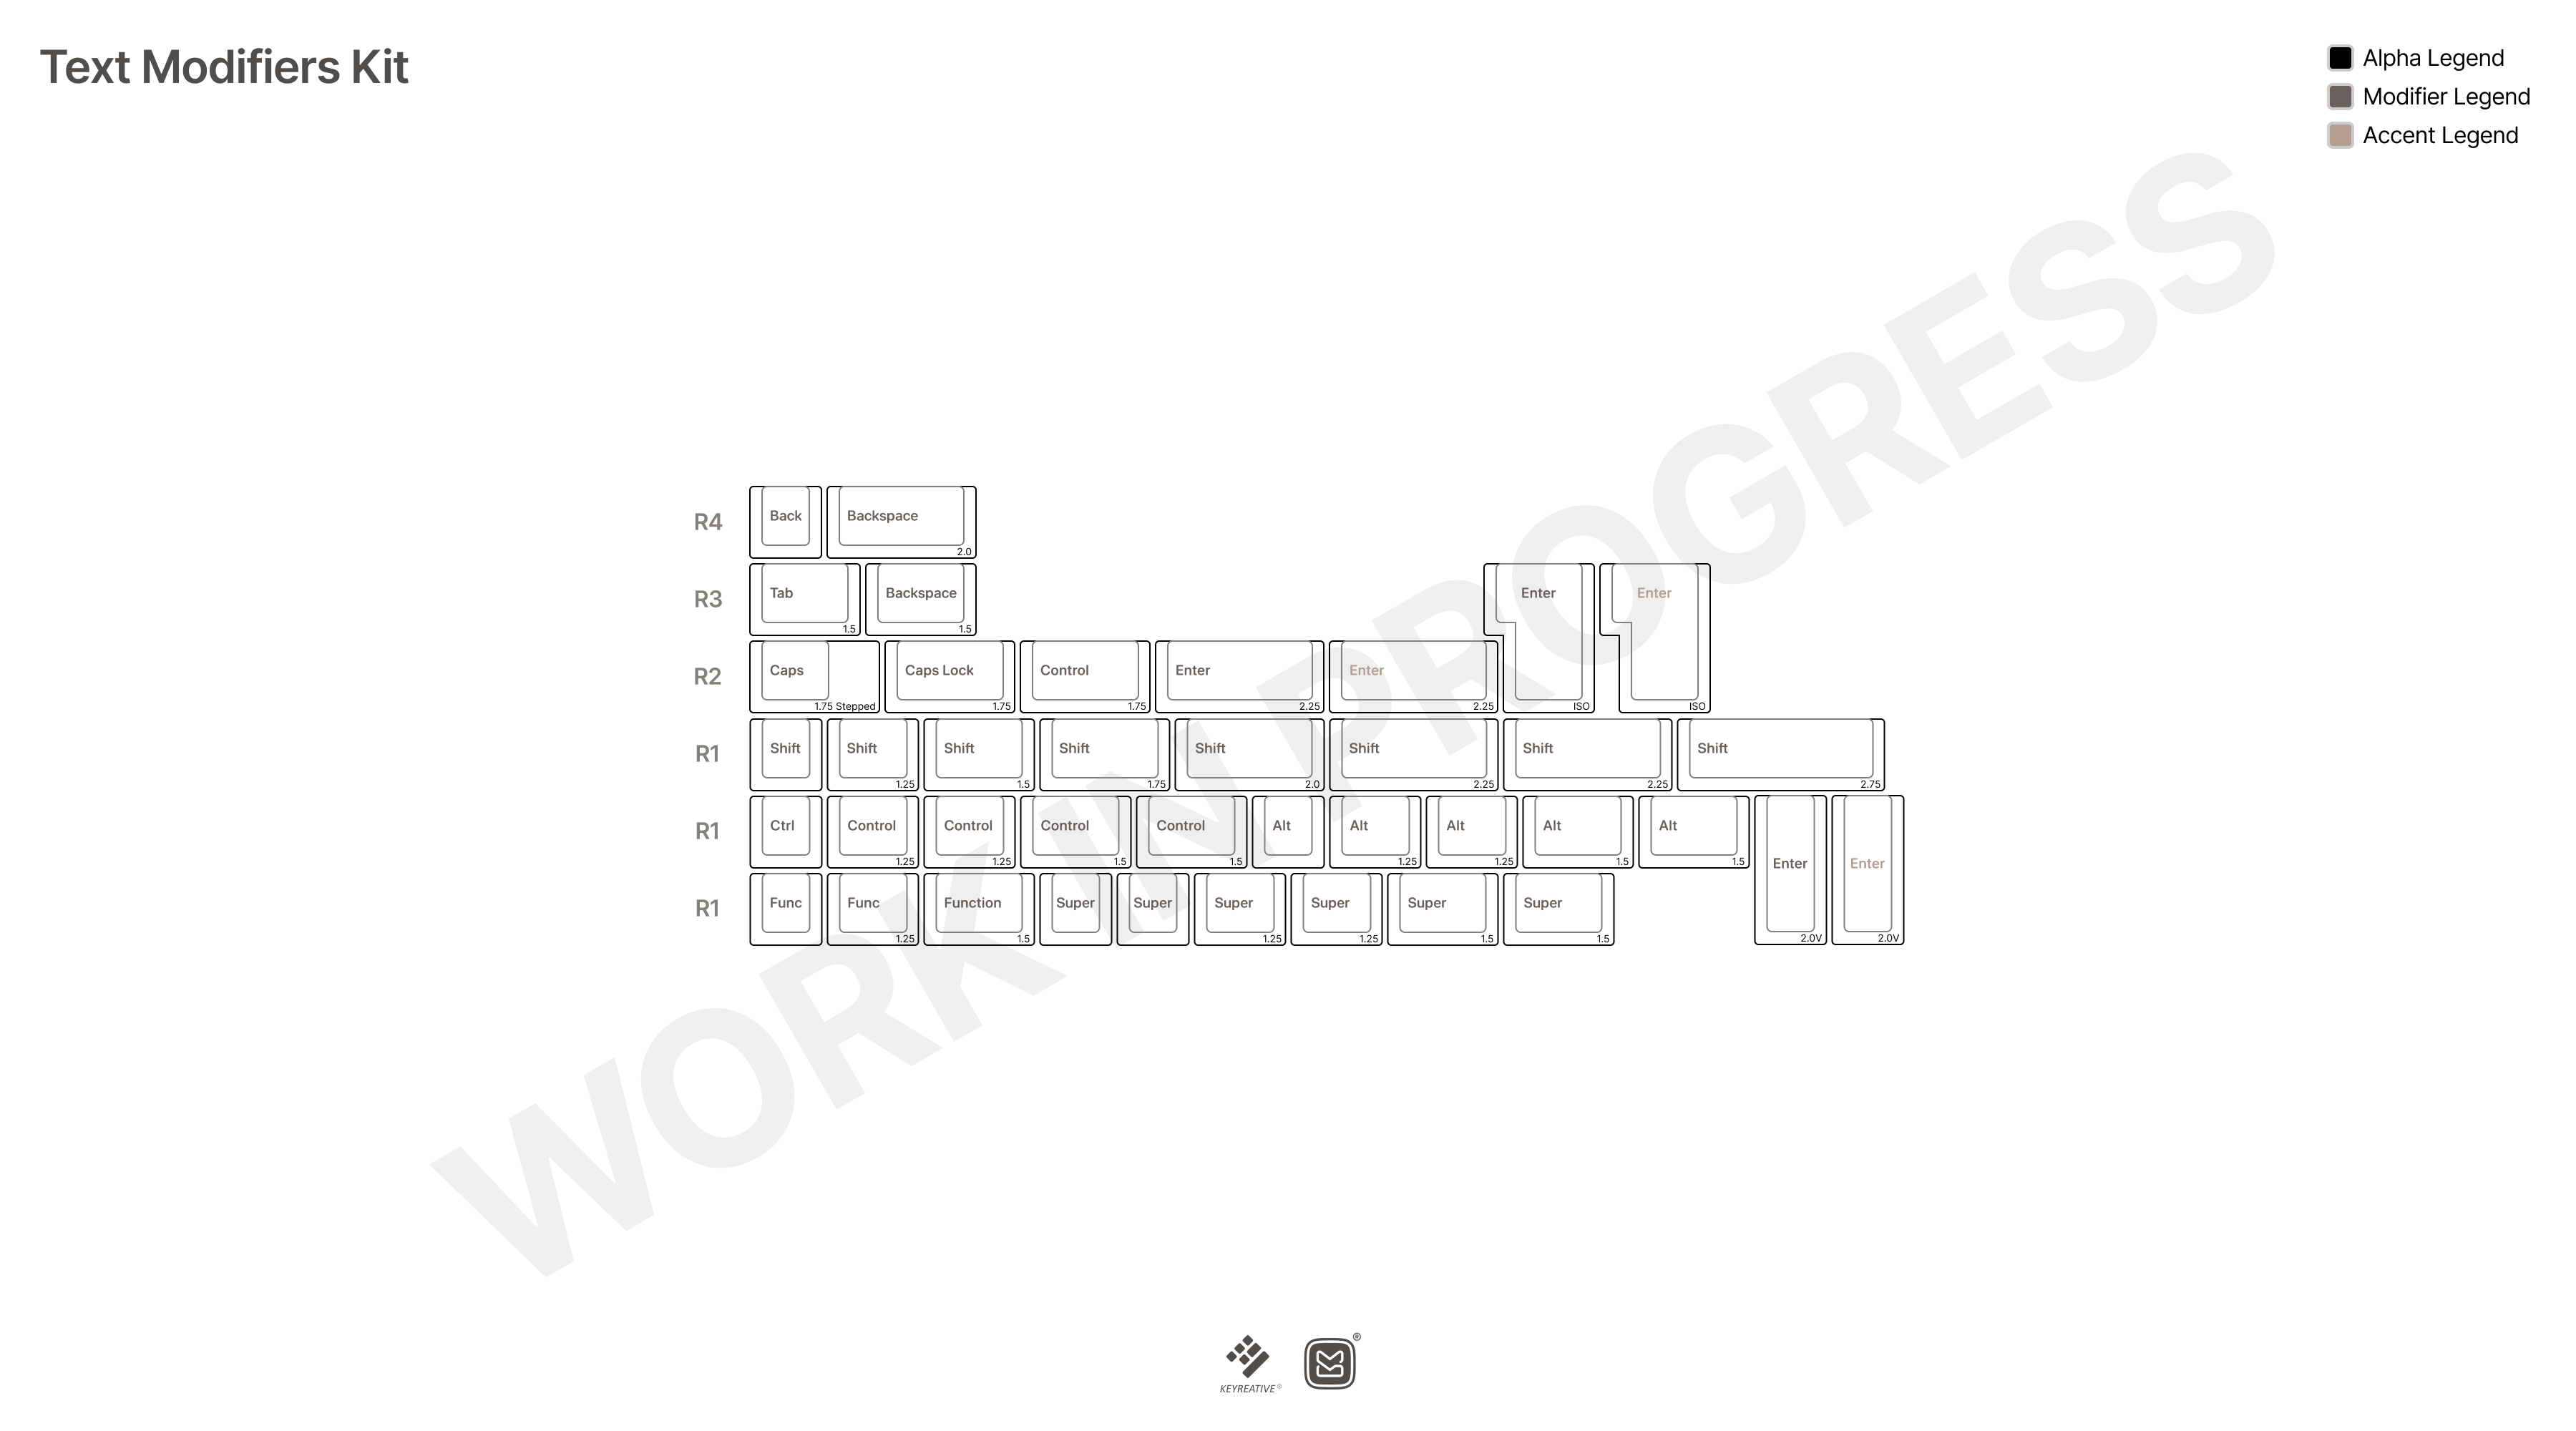 Text Modifiers Kit
Alpha Legend
Modifier Legend
Accent Legend
WORK IN PROGRESS
R4
Back
Backspace
2.0
R3
Tab
1.5
Backspace
1.5
Enter
ISO
Enter
ISO
R2
Caps
1.75 Stepped
Caps Lock
1.75
Control
1.75
Enter
2.25
Enter
2.25
R1
Shift
Shift
1.25
Shift
1.5
Shift
1.75
Shift
2.0
Shift
2.25
Shift
2.25
Shift
2.75
R1
Ctrl
Control
1.25
Control
1.25
Control
1.5
Control
1.5
Alt
Alt
1.25
Alt
1.25
Alt
1.5
Alt
1.5
Enter
2.0V
Enter
2.0V
R1
Func
Func
1.25
Function
1.5
Super
Super
Super
1.25
Super
1.25
Super
1.5
Super
1.5
KEYREATIVE®
®